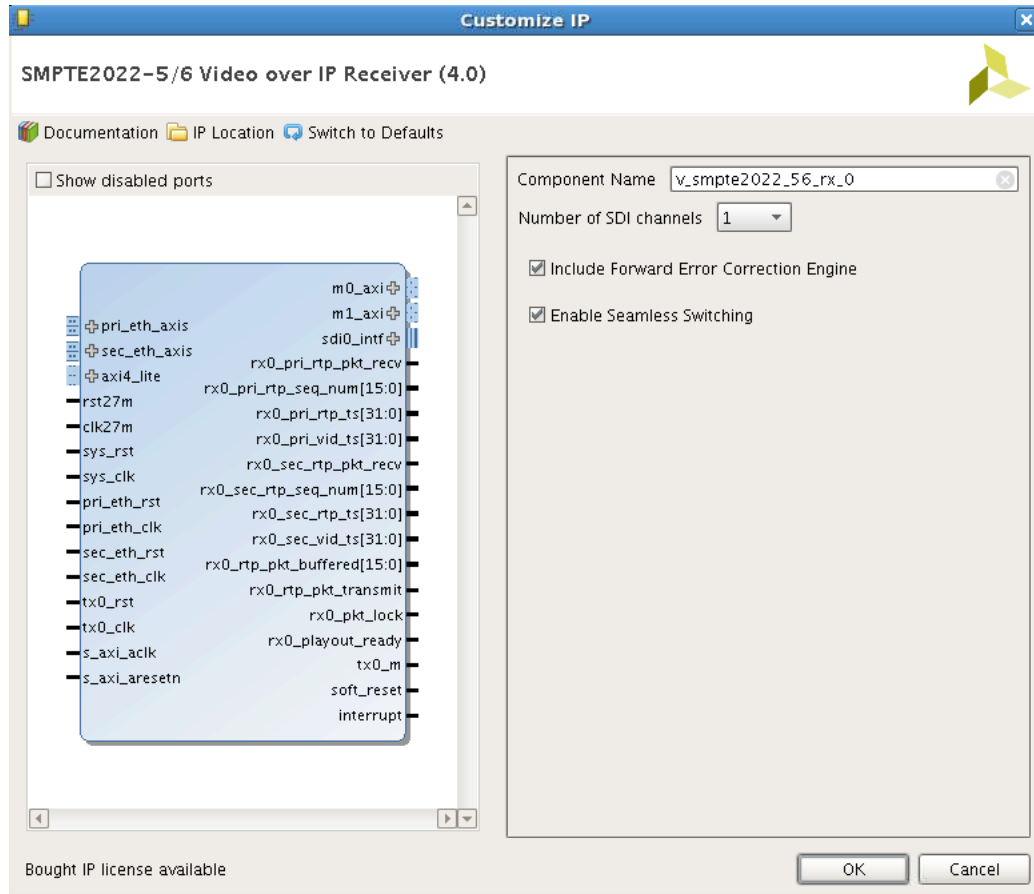 Customize IP
SMPTE2022-5/6 Video over IP Receiver (4.0)
Documentation IP Location Switch to Defaults
Show disabled ports
pri_eth_axis
sec_eth_axis
axi4_lite
rst27m
clk27m
sys_rst
sys_clk
pri_eth_rst
pri_eth_clk
sec_eth_rst
sec_eth_clk
tx0_rst
tx0_clk
s_axi_aclk
s_axi_aresetn
m0_axi
m1_axi
sdi0_intf
rx0_pri_rtp_pkt_recv
rx0_pri_rtp_seq_num[15:0]
rx0_pri_rtp_ts[31:0]
rx0_pri_vid_ts[31:0]
rx0_sec_rtp_pkt_recv
rx0_sec_rtp_seq_num[15:0]
rx0_sec_rtp_ts[31:0]
rx0_sec_vid_ts[31:0]
rx0_rtp_pkt_buffered[15:0]
rx0_rtp_pkt_transmit
rx0_pkt_lock
rx0_playout_ready
tx0_m
soft_reset
interrupt
Component Name v_smpte2022_56_rx_0
Number of SDI channels 1
Include Forward Error Correction Engine
Enable Seamless Switching
Bought IP license available
OK Cancel